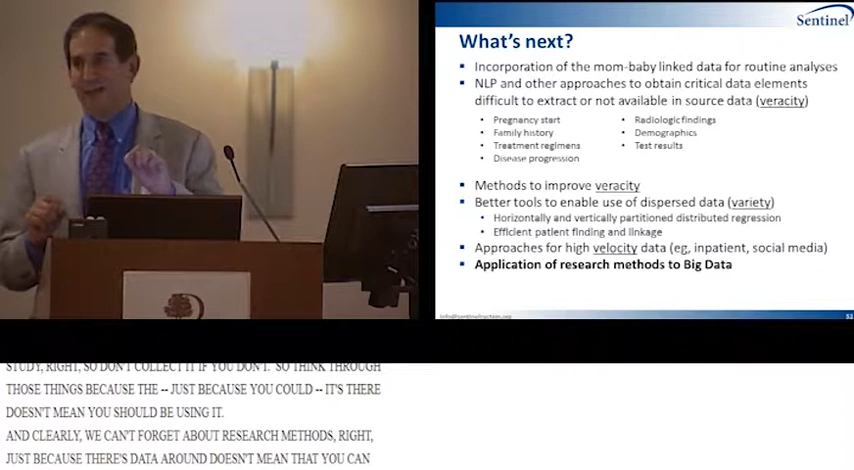 Sentinel
What's next?
Incorporation of the mom-baby linked data for routine analyses
NLP and other approaches to obtain critical data elements
difficult to extract or not available in source data (veracity)
Pregnancy start
Family history
Treatment regimens
Disease progression
Radiologic findings
Demographics
Test results
Methods to improve veracity
Better tools to enable use of dispersed data (variety)
Horizontally and vertically partitioned distributed regression
Efficient patient finding and linkage
Approaches for high velocity data (eg, inpatient, social media)
Application of research methods to Big Data
info@sentinelsystem.org
52
D
STUDY, RIGHT, SO DON'T COLLECT IT IF YOU DON'T. SO THINK THROUGH
THOSE THINGS BECAUSE THE -- JUST BECAUSE YOU COULD -- IT'S THERE
DOESN'T MEAN YOU SHOULD BE USING IT.
AND CLEARLY, WE CAN'T FORGET ABOUT RESEARCH METHODS, RIGHT,
JUST BECAUSE THERE'S DATA AROUND DOESN'T MEAN THAT YOU CAN